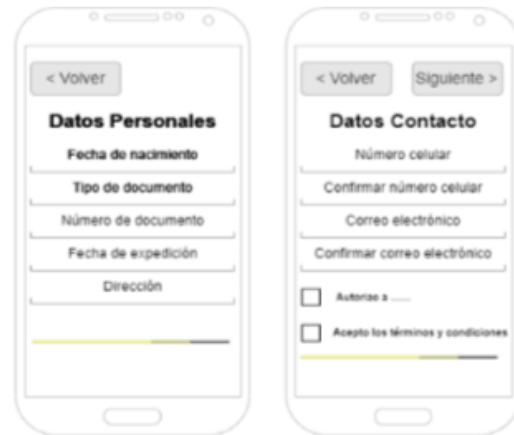 < Volver
Datos Personales
Fecha de nacimiento
Tipo de documento
Número de documento
Fecha de expedición
Dirección
< Volver
Siguiente >
Datos Contacto
Número celular
Confirmar número celular
Correo electrónico
Confirmar correo electrónico
Autorizo a ......
Acepto los términos y condiciones